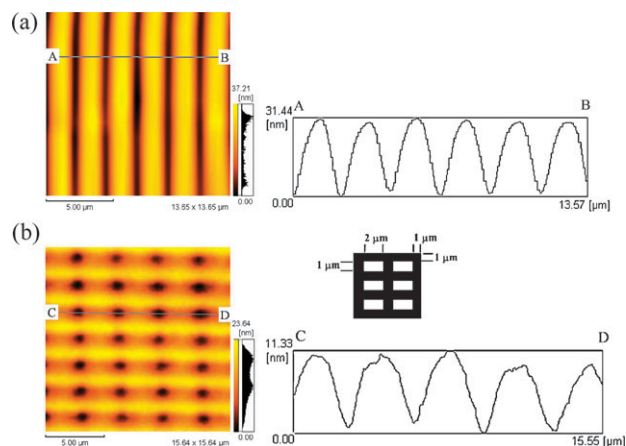 (a)
A B
37.21
[nm]
0.00
5.00 µm 13.65 x 13.65 µm
A B
31.44
[nm]
0.00 13.57 [µm]
(b)
C D
23.64
[nm]
0.00
5.00 µm 15.64 x 15.64 µm
2 µm 1 µm
1 µm 1 µm
C D
11.33
[nm]
0.00 15.55 [µm]